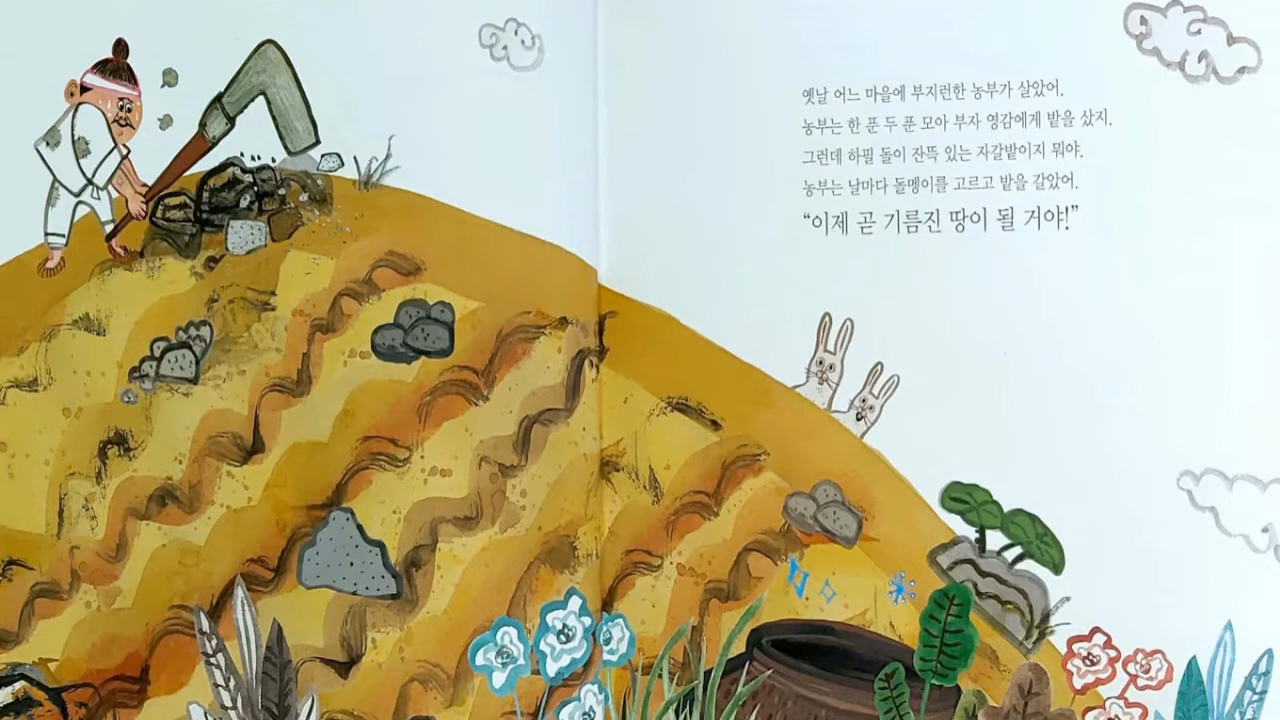 옛날 어느 마을에 부지런한 농부가 살았어.
농부는 한 푼 두 푼 모아 부자 영감에게 밭을 샀지.
그런데 하필 돌이 잔뜩 있는 자갈밭이지 뭐야.
농부는 날마다 돌멩이를 고르고 밭을 갈았어.
“이제 곧 기름진 땅이 될 거야!”